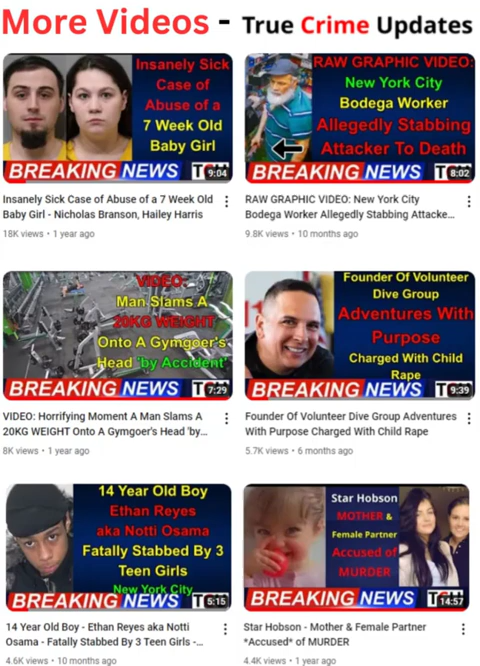 More Videos - True Crime Updates
Insanely Sick
Case of
Abuse of a
7 Week Old
Baby Girl
BREAKING NEWS
9:04
Insanely Sick Case of Abuse of a 7 Week Old
Baby Girl - Nicholas Branson, Hailey Harris
18K views • 1 year ago
RAW GRAPHIC VIDEO:
New York City
Bodega Worker
Allegedly Stabbing
Attacker To Death
BREAKING NEWS
8:02
RAW GRAPHIC VIDEO: New York City
Bodega Worker Allegedly Stabbing Attacke...
9.8K views • 10 months ago
VIDEO:
Man Slams A
20KG WEIGHT
Onto A Gymgoer's
Head 'by Accident'
BREAKING NEWS
7:29
VIDEO: Horrifying Moment A Man Slams A
20KG WEIGHT Onto A Gymgoer's Head 'by...
8K views • 1 year ago
Founder Of Volunteer
Dive Group
Adventures With
Purpose
Charged With Child
Rape
BREAKING NEWS
9:39
Founder Of Volunteer Dive Group Adventures
With Purpose Charged With Child Rape
5.7K views • 6 months ago
14 Year Old Boy
Ethan Reyes
aka Notti Osama
Fatally Stabbed By 3
Teen Girls
New York City
BREAKING NEWS
5:15
14 Year Old Boy - Ethan Reyes aka Notti
Osama - Fatally Stabbed By 3 Teen Girls -...
4.6K views • 10 months ago
Star Hobson
MOTHER &
Female Partner
Accused of
MURDER
BREAKING NEWS
14:57
Star Hobson - Mother & Female Partner
*Accused* of MURDER
4.4K views • 1 year ago